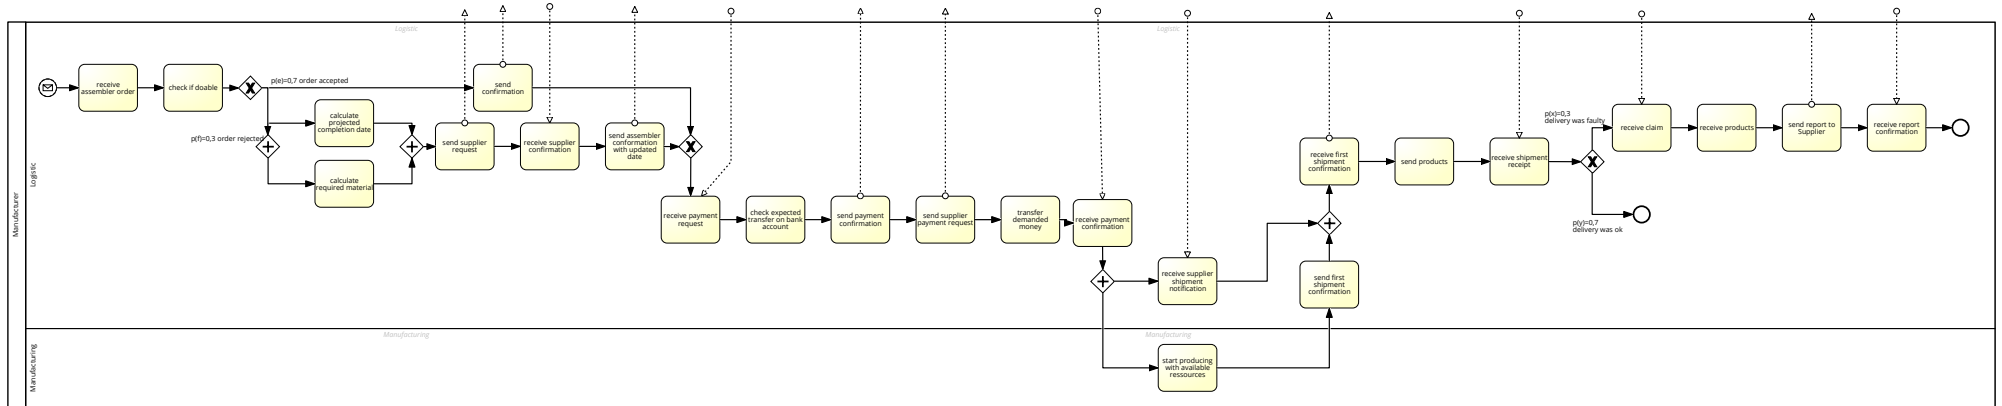 Manufacturer
Logistic
Logistic
Logistic
receive
assembler order
check if doable
p(e)=0,7 order accepted
p(f)=0,3 order rejected
send
confirmation
calculate
projected
completion date
calculate
required material
send supplier
request
receive supplier
confirmation
send assembler
conformation
with updated
date
receive payment
request
check expected
transfer on bank
account
send payment
confirmation
send supplier
payment request
transfer
demanded
money
receive payment
confirmation
receive supplier
shipment
notification
receive first
shipment
confirmation
send first
shipment
confirmation
send products
receive shipment
receipt
p(x)=0,3
delivery was faulty
p(y)=0,7
delivery was ok
receive claim
receive products
send report to
Supplier
receive report
confirmation
Manufacturing
Manufacturing
Manufacturing
start producing
with available
ressources